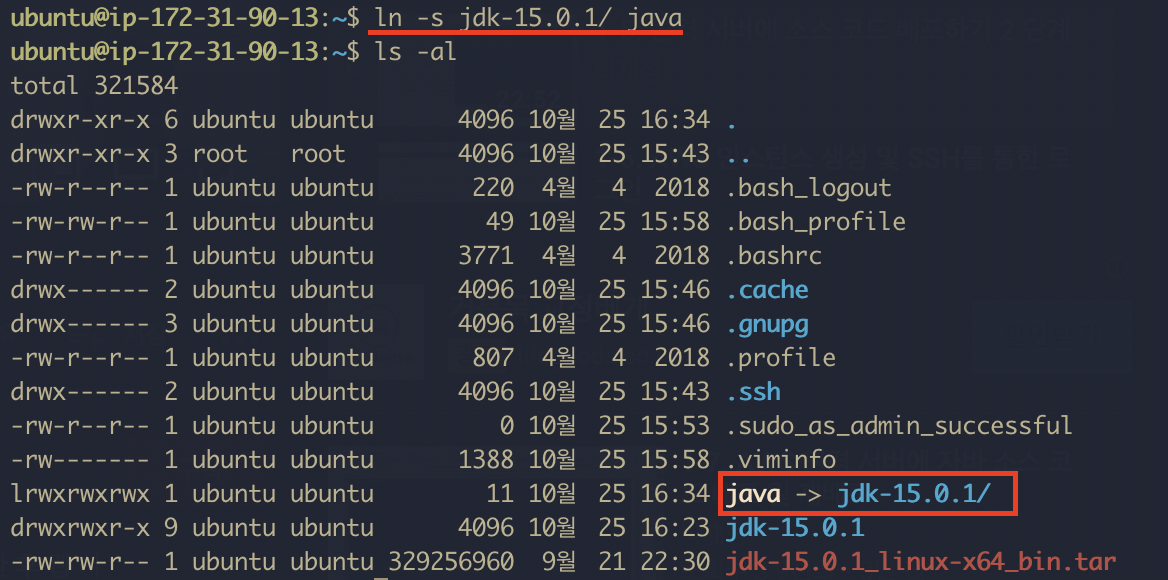 ubuntu@ip-172-31-90-13:~$ ln -s jdk-15.0.1/ java
ubuntu@ip-172-31-90-13:~$ ls -al
total 321584
drwxr-xr-x 6 ubuntu ubuntu      4096 10월  25 16:34 .
drwxr-xr-x 3 root   root        4096 10월  25 15:43 ..
-rw-r--r-- 1 ubuntu ubuntu       220  4월   4  2018 .bash_logout
-rw-rw-r-- 1 ubuntu ubuntu        49 10월  25 15:58 .bash_profile
-rw-r--r-- 1 ubuntu ubuntu      3771  4월   4  2018 .bashrc
drwx------ 2 ubuntu ubuntu      4096 10월  25 15:46 .cache
drwx------ 3 ubuntu ubuntu      4096 10월  25 15:46 .gnupg
-rw-r--r-- 1 ubuntu ubuntu       807  4월   4  2018 .profile
drwx------ 2 ubuntu ubuntu      4096 10월  25 15:43 .ssh
-rw-r--r-- 1 ubuntu ubuntu         0 10월  25 15:53 .sudo_as_admin_successful
-rw------- 1 ubuntu ubuntu      1388 10월  25 15:58 .viminfo
lrwxrwxrwx 1 ubuntu ubuntu        11 10월  25 16:34 java -> jdk-15.0.1/
drwxrwxr-x 9 ubuntu ubuntu      4096 10월  25 16:23 jdk-15.0.1
-rw-rw-r-- 1 ubuntu ubuntu 329256960  9월  21 22:30 jdk-15.0.1_linux-x64_bin.tar